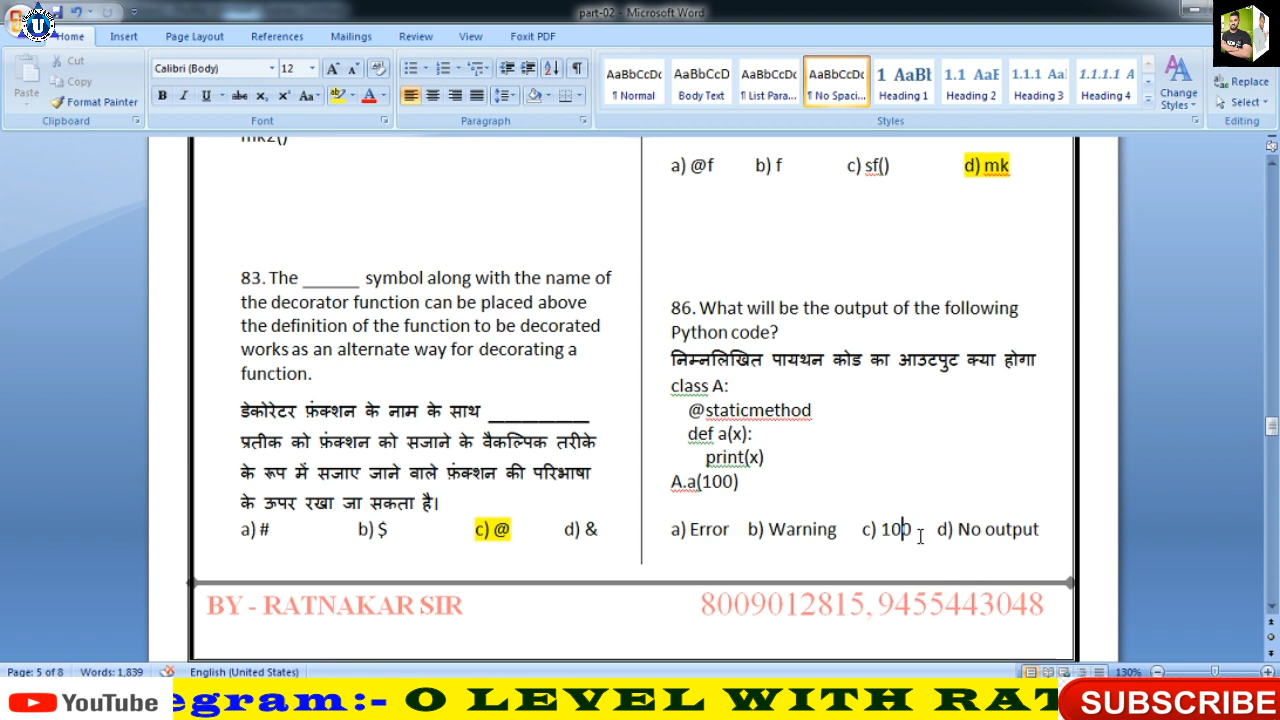 part-02 - Microsoft Word
Home Insert Page Layout References Mailings Review View Foxit PDF
Paste
Cut
Copy
Format Painter
Clipboard
Calibri (Body) 12
Font
Paragraph
AaBbCcDc AaBbCcD AaBbCcDc AaBbCcDc 1 AaBb 1.1 AaB 1.1.1 Aa 1.1.1.1 A
¶ Normal Body Text ¶ List Para... ¶ No Spaci... Heading 1 Heading 2 Heading 3 Heading 4
Change Styles
Styles
Replace
Select
Editing
mk2()
83. The ______ symbol along with the name of
the decorator function can be placed above
the definition of the function to be decorated
works as an alternate way for decorating a
function.
डेकोरेटर फ़ंक्शन के नाम के साथ __________
प्रतीक को फ़ंक्शन को सजाने के वैकल्पिक तरीके
के रूप में सजाए जाने वाले फ़ंक्शन की परिभाषा
के ऊपर रखा जा सकता है।
a) # b) $ c) @ d) &
a) @f b) f c) sf() d) mk
86. What will be the output of the following
Python code?
निम्नलिखित पायथन कोड का आउटपुट क्या होगा
class A:
@staticmethod
def a(x):
print(x)
A.a(100)
a) Error b) Warning c) 100 d) No output
BY - RATNAKAR SIR 8009012815, 9455443048
Page: 5 of 8 Words: 1,839 English (United States) 130%
YouTube
egram:- O LEVEL WITH RAT
SUBSCRIBE